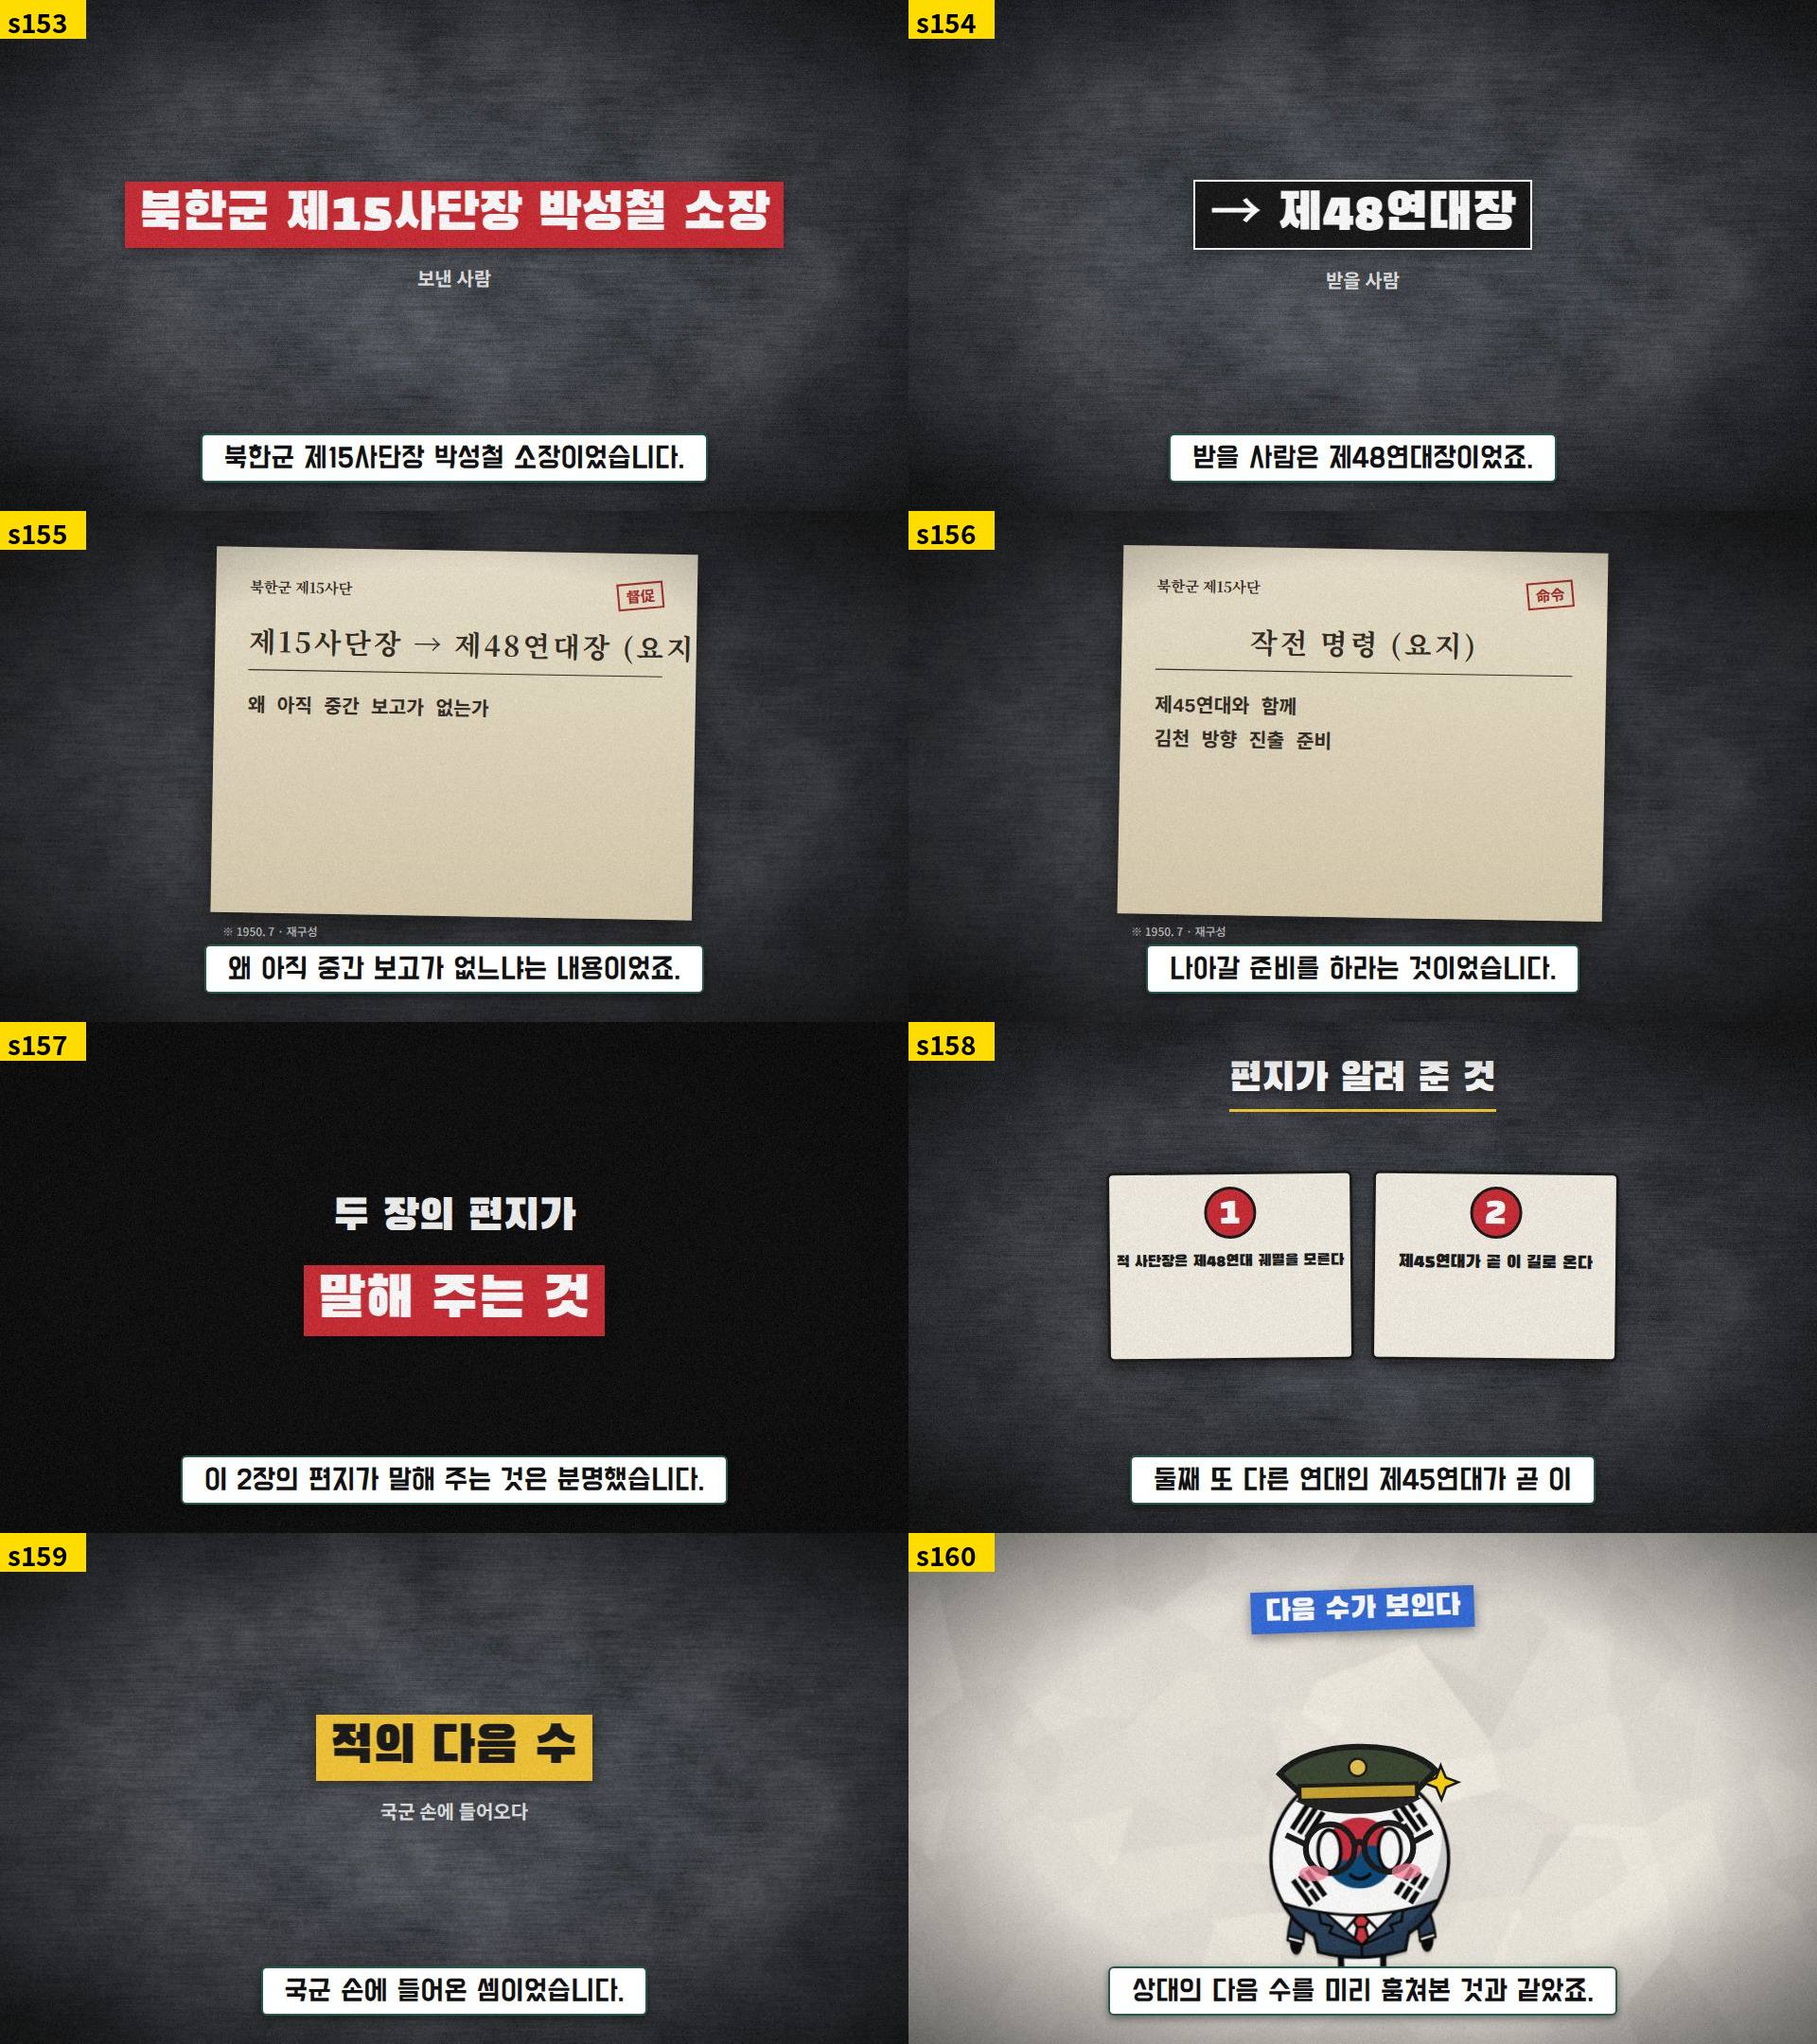 s153
북한군 제15사단장 박성철 소장
보낸 사람
북한군 제15사단장 박성철 소장이었습니다.
s154
→ 제48연대장
받을 사람
받을 사람은 제48연대장이었죠.
s155
북한군 제15사단
督促
제15사단장 → 제48연대장 (요지
왜 아직 중간 보고가 없는가
※ 1950. 7 · 재구성
왜 아직 중간 보고가 없느냐는 내용이었죠.
s156
북한군 제15사단
命令
작전 명령 (요지)
제45연대와 함께
김천 방향 진출 준비
※ 1950. 7 · 재구성
나아갈 준비를 하라는 것이었습니다.
s157
두 장의 편지가
말해 주는 것
이 2장의 편지가 말해 주는 것은 분명했습니다.
s158
편지가 알려 준 것
1
적 사단장은 제48연대 궤멸을 모른다
2
제45연대가 곧 이 길로 온다
둘째 또 다른 연대인 제45연대가 곧 이
s159
적의 다음 수
국군 손에 들어오다
국군 손에 들어온 셈이었습니다.
s160
다음 수가 보인다
상대의 다음 수를 미리 훔쳐본 것과 같았죠.